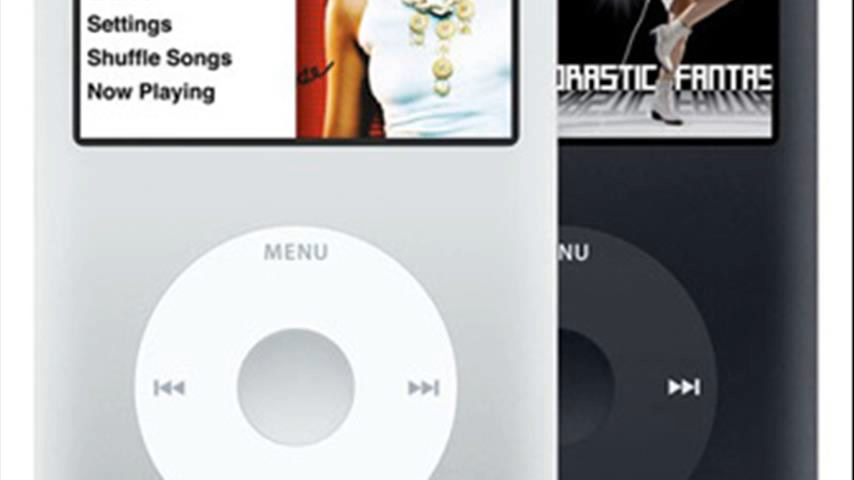 Settings
Shuffle Songs
Now Playing
DRASTIC FANTAS
MENU
NU